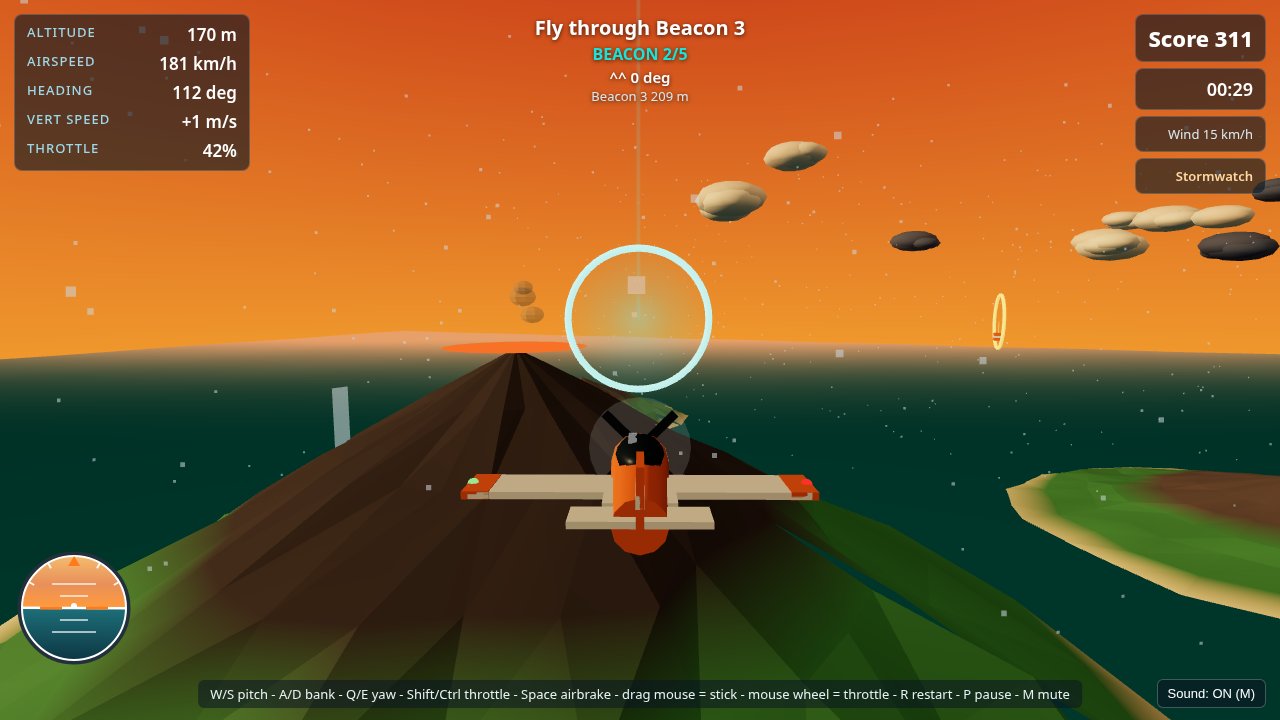 ALTITUDE 170 m
AIRSPEED 181 km/h
HEADING 112 deg
VERT SPEED +1 m/s
THROTTLE 42%
Fly through Beacon 3
BEACON 2/5
^^ 0 deg
Beacon 3 209 m
Score 311
00:29
Wind 15 km/h
Stormwatch
W/S pitch - A/D bank - Q/E yaw - Shift/Ctrl throttle - Space airbrake - drag mouse = stick - mouse wheel = throttle - R restart - P pause - M mute
Sound: ON (M)